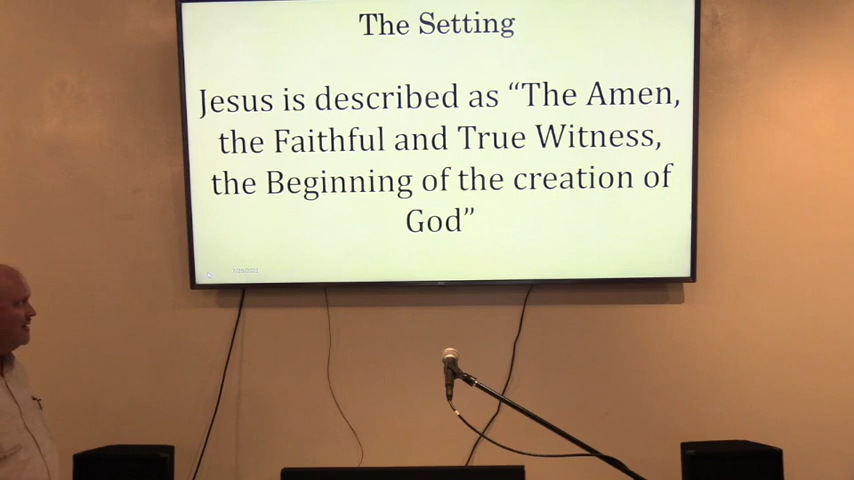 The Setting
Jesus is described as “The Amen,
the Faithful and True Witness,
the Beginning of the creation of
God”